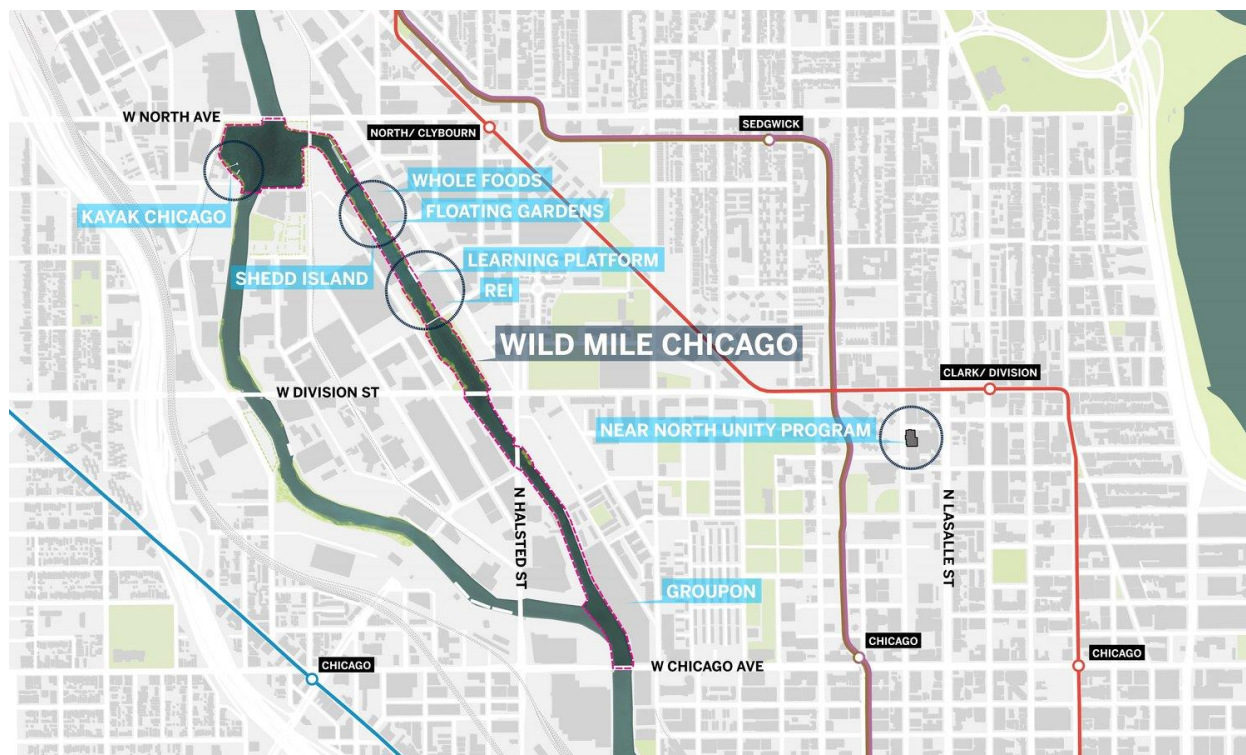 W NORTH AVE
NORTH/ CLYBOURN
SEDGWICK
WHOLE FOODS
KAYAK CHICAGO
FLOATING GARDENS
LEARNING PLATFORM
SHEDD ISLAND
REI
WILD MILE CHICAGO
CLARK/ DIVISION
W DIVISION ST
NEAR NORTH UNITY PROGRAM
N HALSTED ST
N LASALLE ST
GROUPON
CHICAGO
W CHICAGO AVE
CHICAGO
CHICAGO